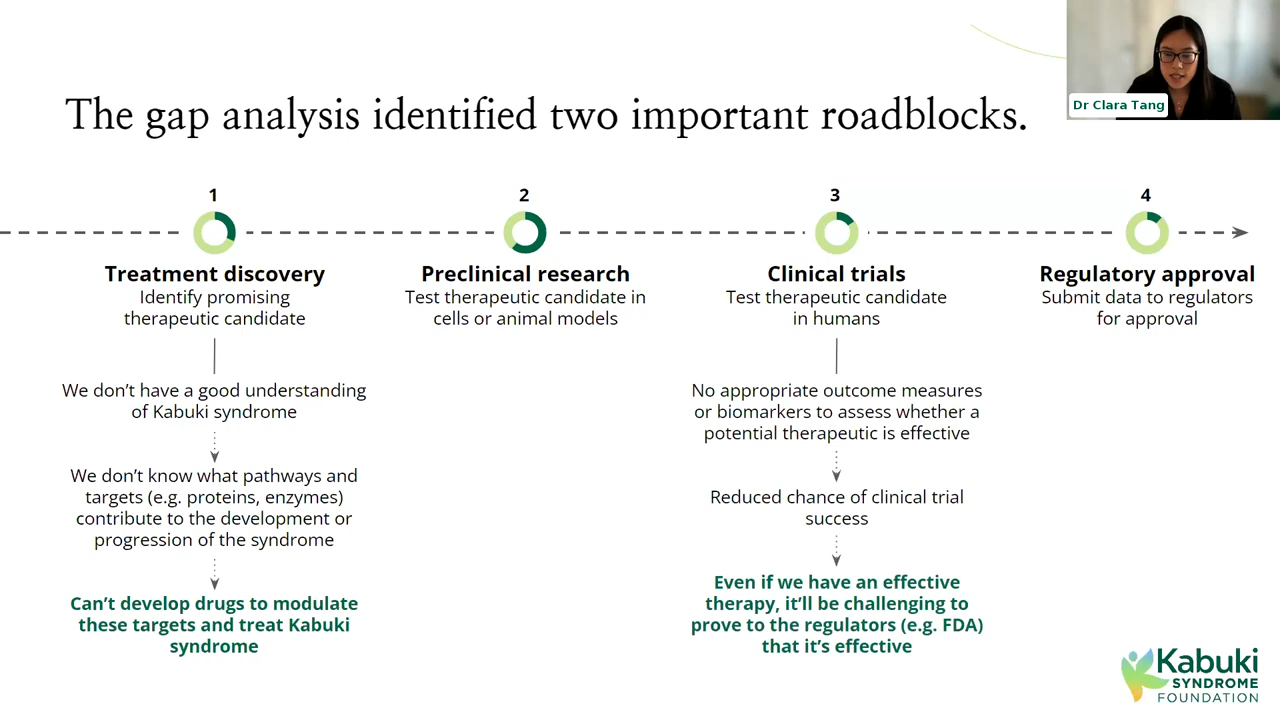 Dr Clara Tang
The gap analysis identified two important roadblocks.
1
Treatment discovery
Identify promising
therapeutic candidate
We don’t have a good understanding
of Kabuki syndrome
We don’t know what pathways and
targets (e.g. proteins, enzymes)
contribute to the development or
progression of the syndrome
Can’t develop drugs to modulate
these targets and treat Kabuki
syndrome
2
Preclinical research
Test therapeutic candidate in
cells or animal models
3
Clinical trials
Test therapeutic candidate
in humans
No appropriate outcome measures
or biomarkers to assess whether a
potential therapeutic is effective
Reduced chance of clinical trial
success
Even if we have an effective
therapy, it’ll be challenging to
prove to the regulators (e.g. FDA)
that it’s effective
4
Regulatory approval
Submit data to regulators
for approval
Kabuki
SYNDROME
FOUNDATION